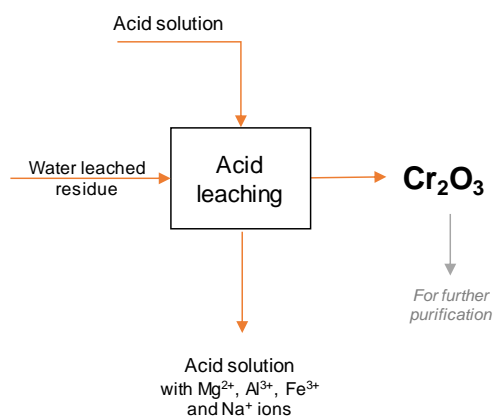 Acid solution
Water leached
residue
Acid
leaching
Cr₂O₃
For further
purification
Acid solution
with Mg²⁺, Al³⁺, Fe³⁺
and Na⁺ ions